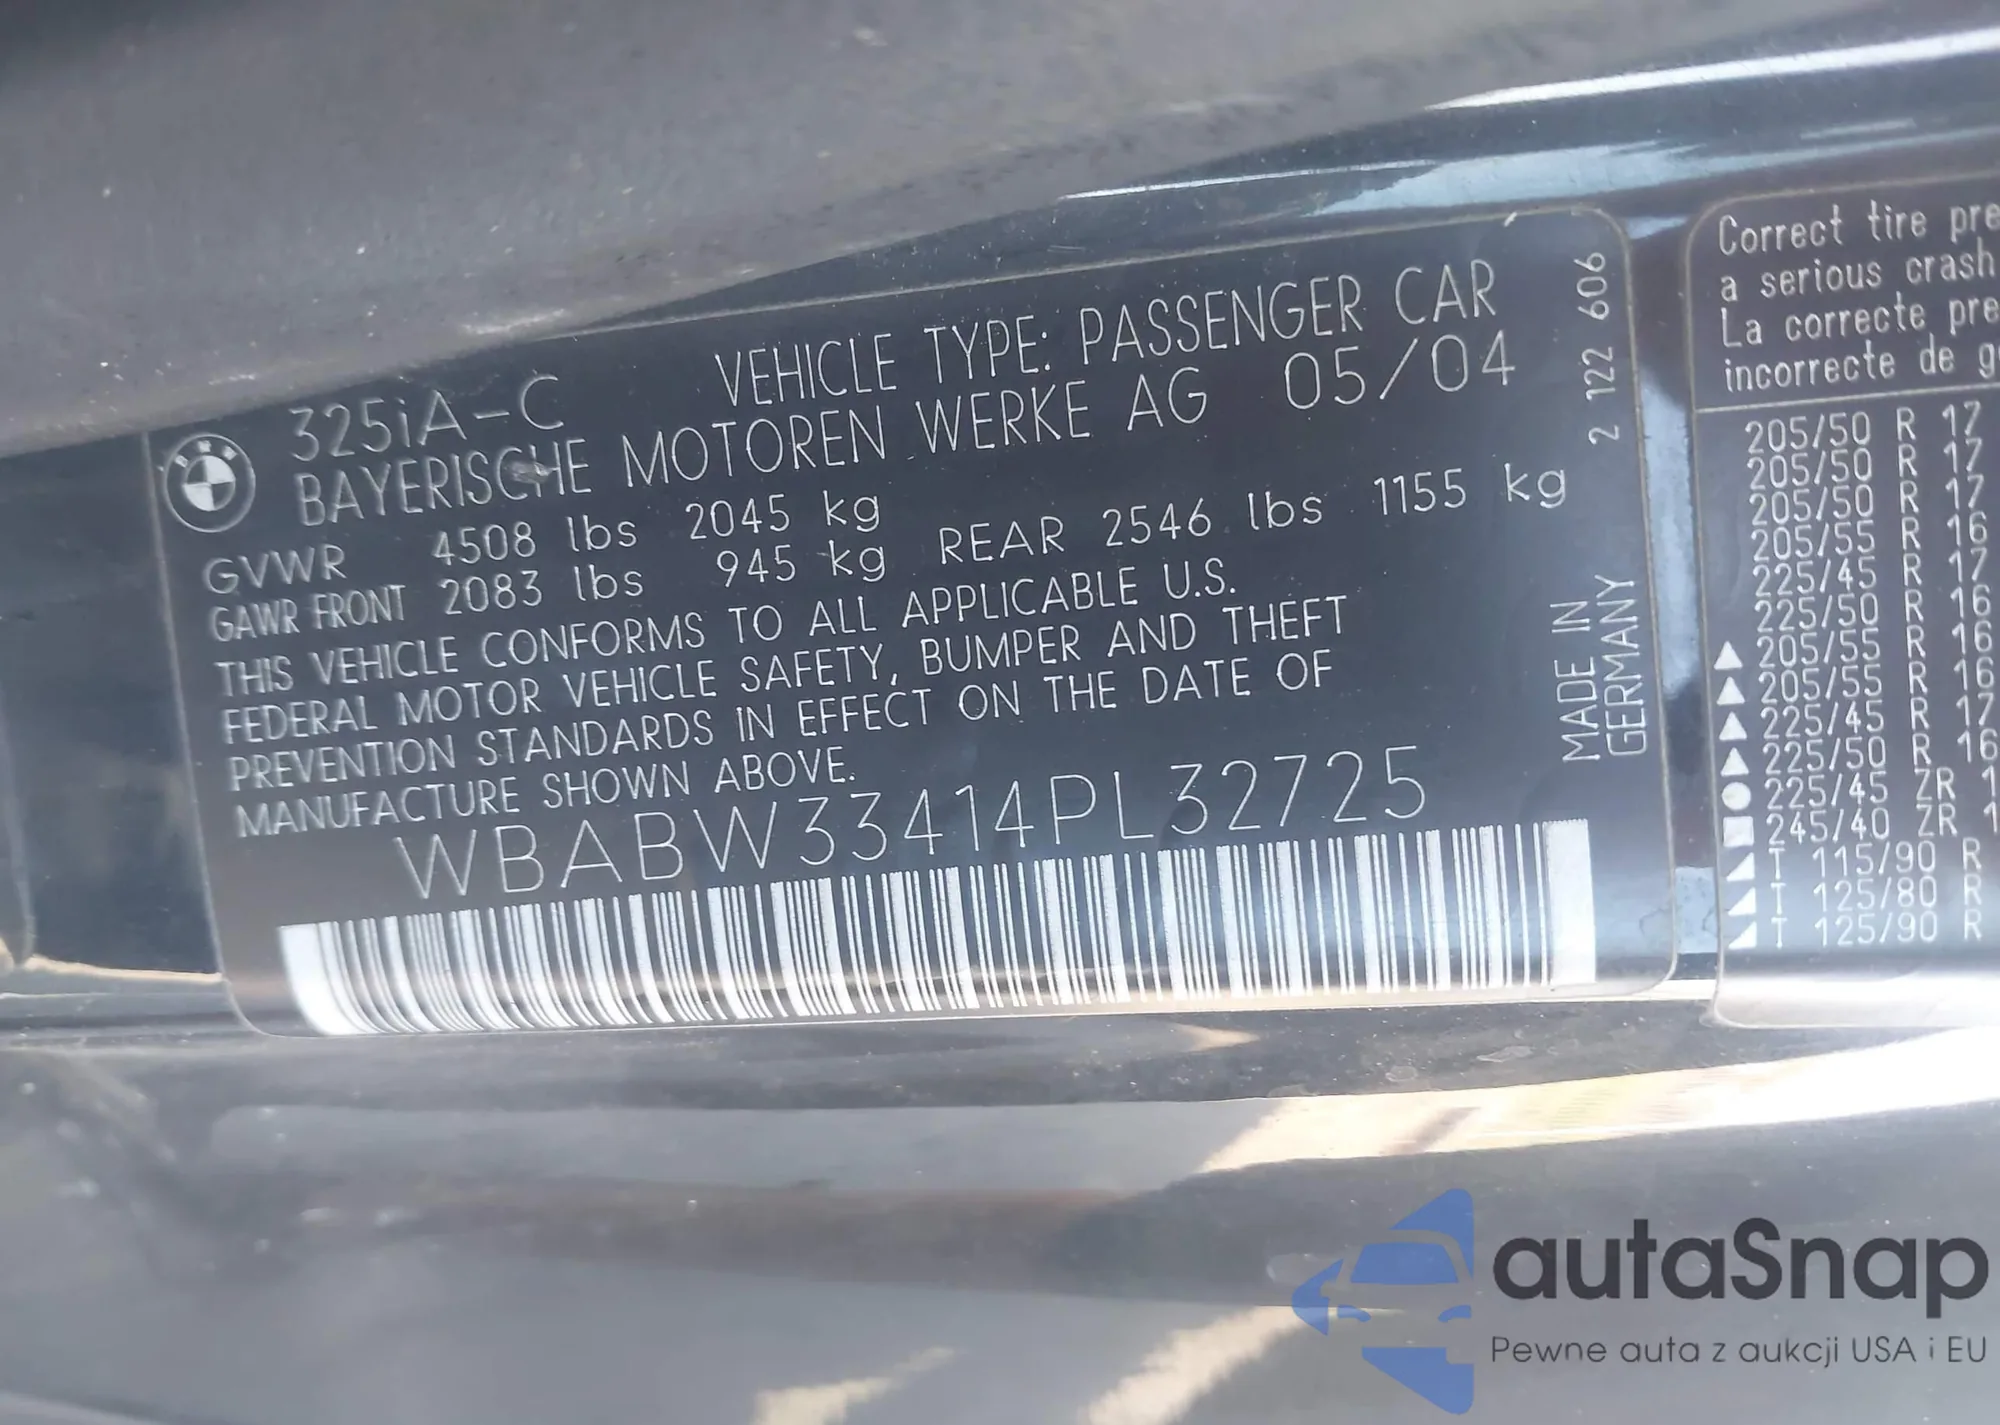 BMW
325iA-C VEHICLE TYPE: PASSENGER CAR
BAYERISCHE MOTOREN WERKE AG 05/04
GVWR 4508 lbs 2045 kg
GAWR FRONT 2083 lbs 945 kg REAR 2546 lbs 1155 kg
THIS VEHICLE CONFORMS TO ALL APPLICABLE U.S.
FEDERAL MOTOR VEHICLE SAFETY, BUMPER AND THEFT
PREVENTION STANDARDS IN EFFECT ON THE DATE OF
MANUFACTURE SHOWN ABOVE.
WBABW33414PL32725
2 122 606
MADE IN
GERMANY
Correct tire pre
a serious crash
La correcte pre
incorrecte de g
205/50 R 17
205/50 R 17
205/50 R 17
205/55 R 16
225/45 R 17
225/50 R 16
▲ 205/55 R 16
▲ 205/55 R 16
▲ 225/45 R 17
▲ 225/50 R 16
● 225/45 ZR 1
■ 245/40 ZR 1
◢ T 115/90 R
◢ T 125/80 R
◢ T 125/90 R
autaSnap
Pewne auta z aukcji USA i EU